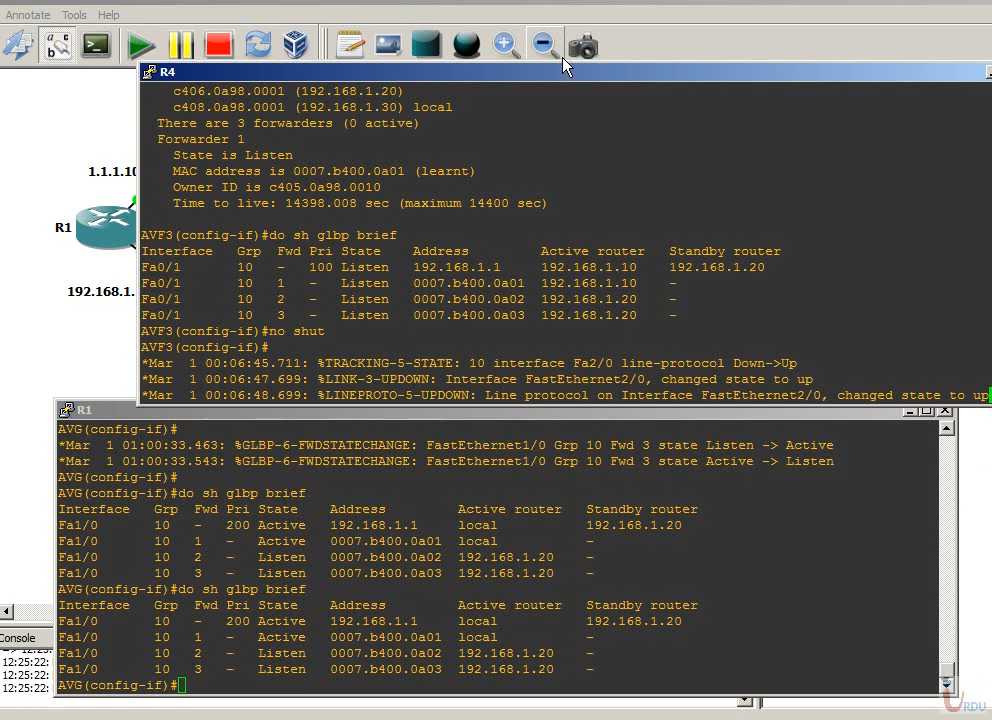 Annotate Tools Help
a c
b
R4
c406.0a98.0001 (192.168.1.20)
c408.0a98.0001 (192.168.1.30) local
There are 3 forwarders (0 active)
Forwarder 1
State is Listen
MAC address is 0007.b400.0a01 (learnt)
Owner ID is c405.0a98.0010
Time to live: 14398.008 sec (maximum 14400 sec)
AVF3(config-if)#do sh glbp brief
Interface Grp Fwd Pri State Address Active router Standby router
Fa0/1 10 - 100 Listen 192.168.1.1 192.168.1.10 192.168.1.20
Fa0/1 10 1 - Listen 0007.b400.0a01 192.168.1.10 -
Fa0/1 10 2 - Listen 0007.b400.0a02 192.168.1.20 -
Fa0/1 10 3 - Listen 0007.b400.0a03 192.168.1.20 -
AVF3(config-if)#no shut
AVF3(config-if)#
*Mar 1 00:06:45.711: %TRACKING-5-STATE: 10 interface Fa2/0 line-protocol Down->Up
*Mar 1 00:06:47.699: %LINK-3-UPDOWN: Interface FastEthernet2/0, changed state to up
*Mar 1 00:06:48.699: %LINEPROTO-5-UPDOWN: Line protocol on Interface FastEthernet2/0, changed state to up
1.1.1.10
R1
192.168.1.
R1
AVG(config-if)#
*Mar 1 01:00:33.463: %GLBP-6-FWDSTATECHANGE: FastEthernet1/0 Grp 10 Fwd 3 state Listen -> Active
*Mar 1 01:00:33.543: %GLBP-6-FWDSTATECHANGE: FastEthernet1/0 Grp 10 Fwd 3 state Active -> Listen
AVG(config-if)#
AVG(config-if)#do sh glbp brief
Interface Grp Fwd Pri State Address Active router Standby router
Fa1/0 10 - 200 Active 192.168.1.1 local 192.168.1.20
Fa1/0 10 1 - Active 0007.b400.0a01 local -
Fa1/0 10 2 - Listen 0007.b400.0a02 192.168.1.20 -
Fa1/0 10 3 - Listen 0007.b400.0a03 192.168.1.20 -
AVG(config-if)#do sh glbp brief
Interface Grp Fwd Pri State Address Active router Standby router
Fa1/0 10 - 200 Active 192.168.1.1 local 192.168.1.20
Fa1/0 10 1 - Active 0007.b400.0a01 local -
Fa1/0 10 2 - Listen 0007.b400.0a02 192.168.1.20 -
Fa1/0 10 3 - Listen 0007.b400.0a03 192.168.1.20 -
AVG(config-if)#
Console
12:25:22:
12:25:22:
12:25:22:
URDU